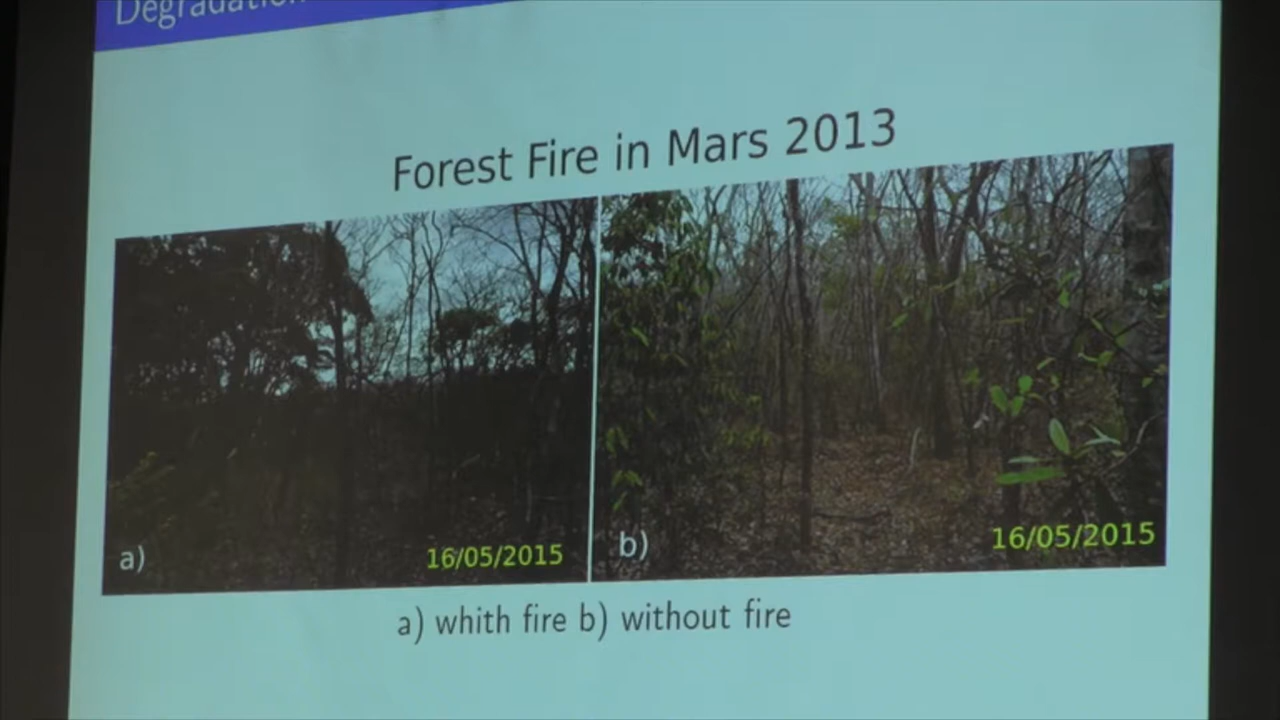 Degradation
Forest Fire in Mars 2013
a)
16/05/2015
b)
16/05/2015
a) whith fire b) without fire